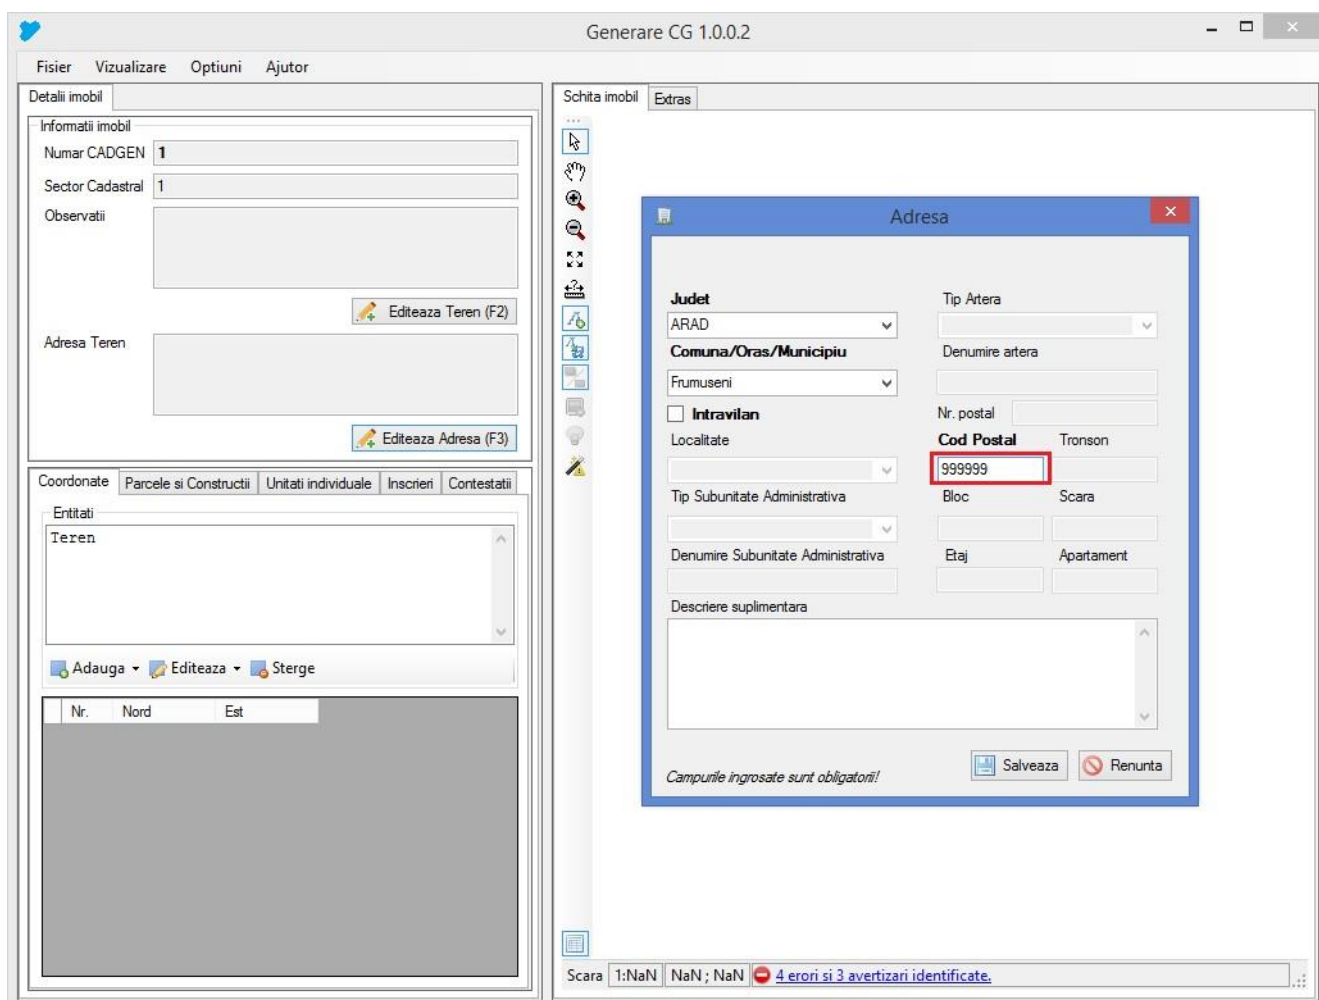 Generare CG 1.0.0.2
Fisier Vizualizare Optiuni Ajutor
Detalii imobil
Informatii imobil
Numar CADGEN 1
Sector Cadastral 1
Observatii
Editeaza Teren (F2)
Adresa Teren
Editeaza Adresa (F3)
Coordonate Parcele si Constructii Unitati individuale Inscrieri Contestatii
Entitati
Teren
Adauga Editeaza Sterge
Nr. Nord Est
Schita imobil Extras
Adresa
Judet Tip Artera
ARAD
Comuna/Oras/Municipiu Denumire artera
Frumuseni
Intravilan Nr. postal
Localitate Cod Postal Tronson
999999
Tip Subunitate Administrativa Bloc Scara
Denumire Subunitate Administrativa Etaj Apartament
Descriere suplimentara
Campurile ingrosate sunt obligatorii! Salveaza Renunta
Scara 1:NaN NaN ; NaN 4 erori si 3 avertizari identificate.